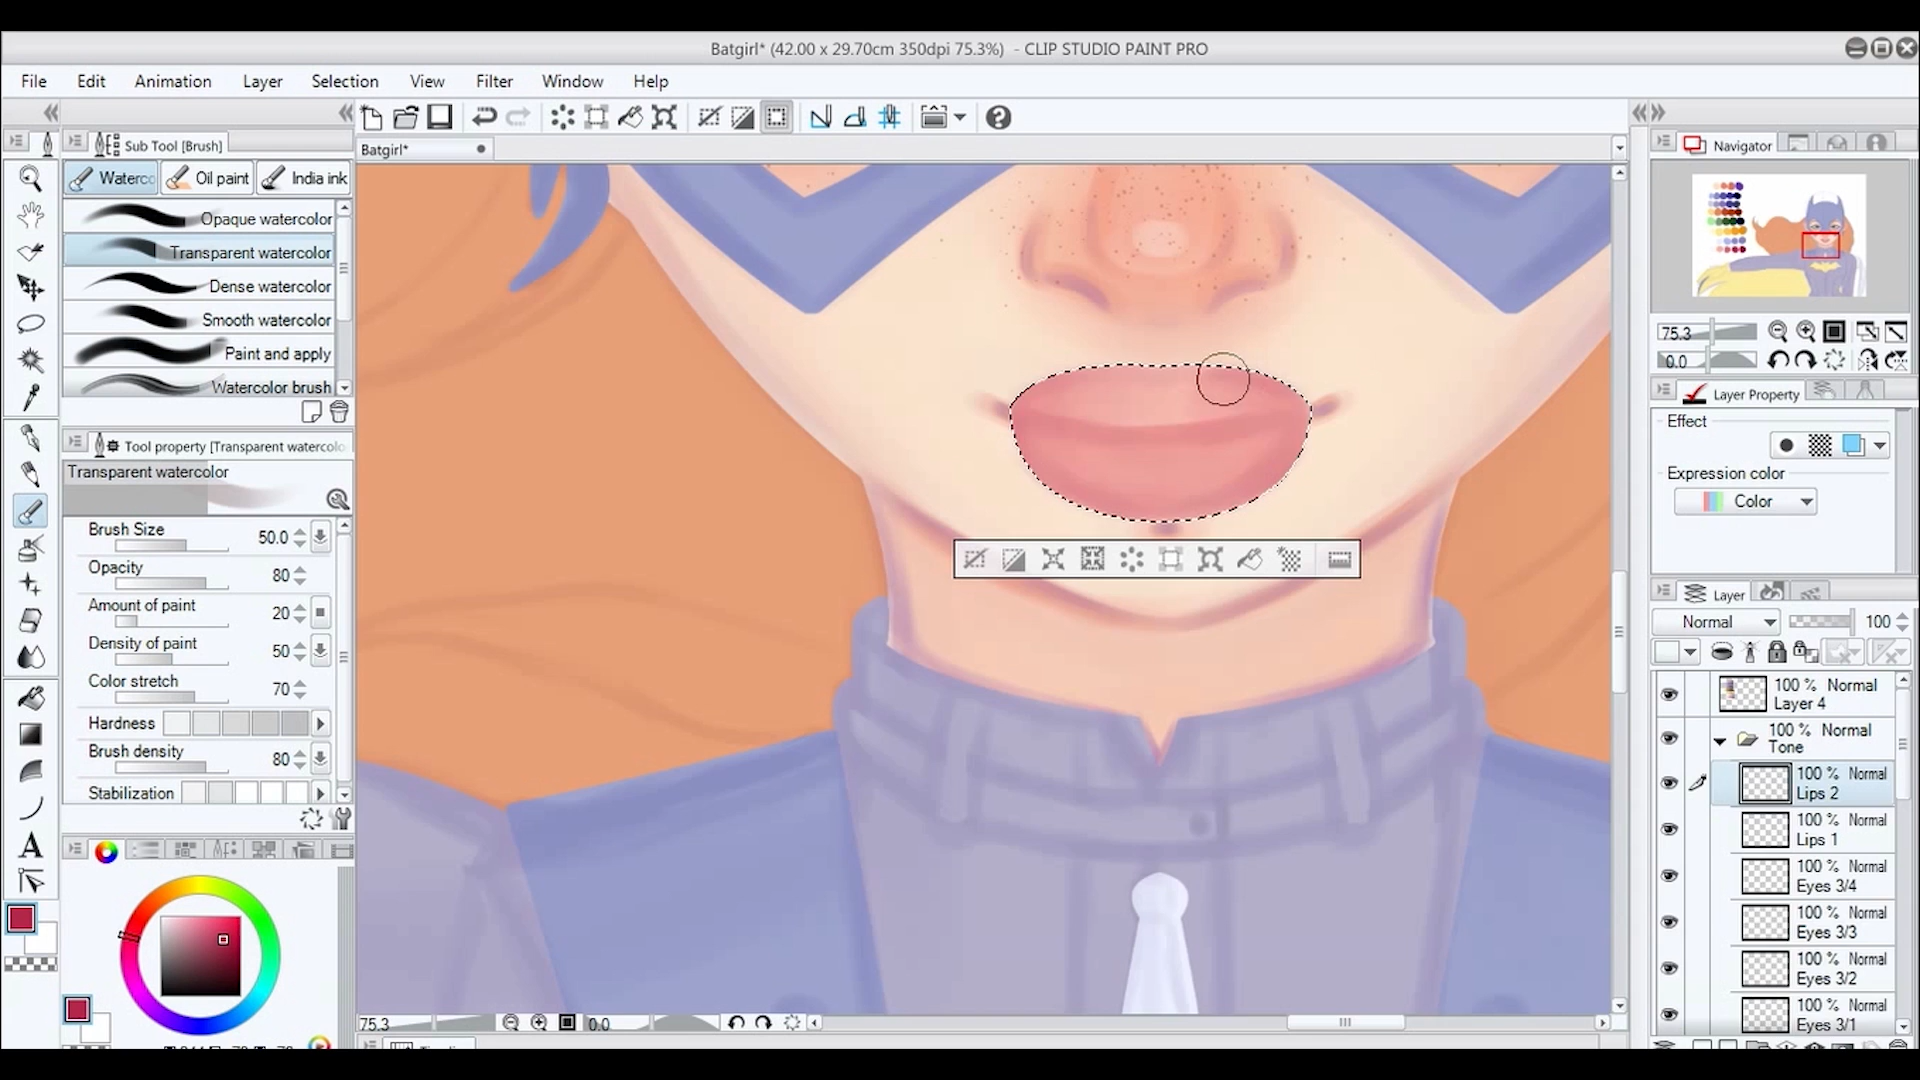 Batgirl* (42.00 x 29.70cm 350dpi 75.3%) - CLIP STUDIO PAINT PRO
File Edit Animation Layer Selection View Filter Window Help
Sub Tool [Brush]
Waterco Oil paint India ink
Opaque watercolor
Transparent watercolor
Dense watercolor
Smooth watercolor
Paint and apply
Watercolor brush
Tool property [Transparent watercolo
Transparent watercolor
Brush Size 50.0
Opacity 80
Amount of paint 20
Density of paint 50
Color stretch 70
Hardness
Brush density 80
Stabilization
Batgirl*
75.3 0.0
Navigator
75.3
0.0
Layer Property
Effect
Expression color
Color
Layer
Normal 100
100 % Normal
Layer 4
100 % Normal
Tone
100 % Normal
Lips 2
100 % Normal
Lips 1
100 % Normal
Eyes 3/4
100 % Normal
Eyes 3/3
100 % Normal
Eyes 3/2
100 % Normal
Eyes 3/1